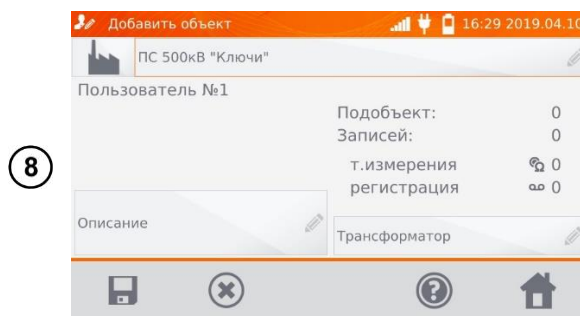 Добавить объект 16:29 2019.04.10
ПС 500кВ "Ключи"
Пользователь №1
Подобъект: 0
Записей: 0
т.измерения 0
регистрация 0
8
Описание
Трансформатор